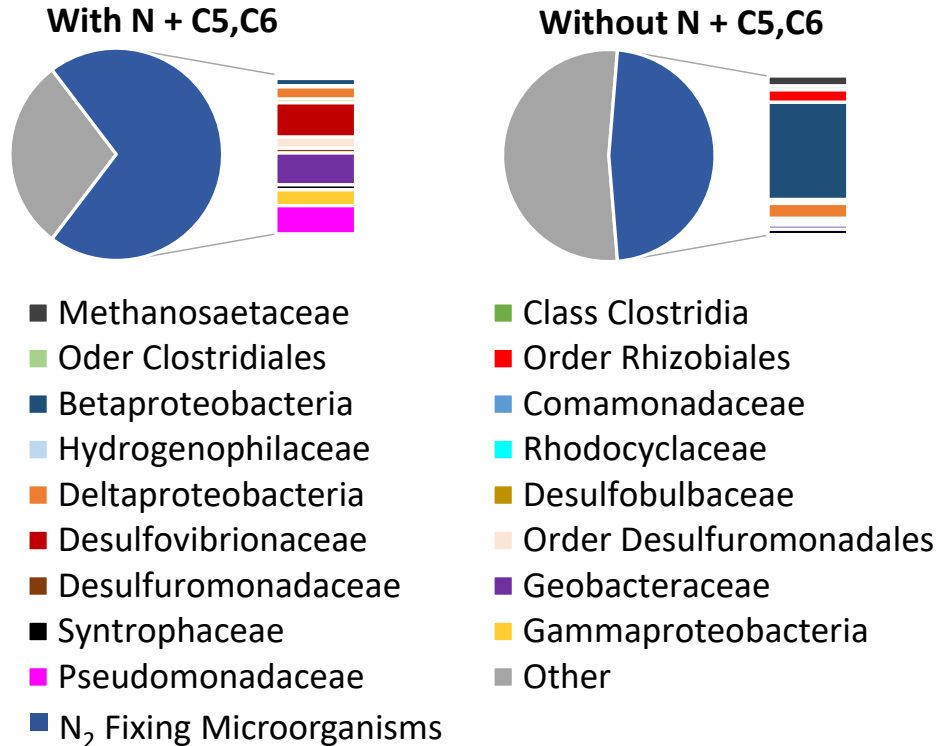 With N + C5,C6
Without N + C5,C6
Methanosaetaceae
Class Clostridia
Oder Clostridiales
Order Rhizobiales
Betaproteobacteria
Comamonadaceae
Hydrogenophilaceae
Rhodocyclaceae
Deltaproteobacteria
Desulfobulbaceae
Desulfovibrionaceae
Order Desulfuromonadales
Desulfuromonadaceae
Geobacteraceae
Syntrophaceae
Gammaproteobacteria
Pseudomonadaceae
Other
N₂ Fixing Microorganisms